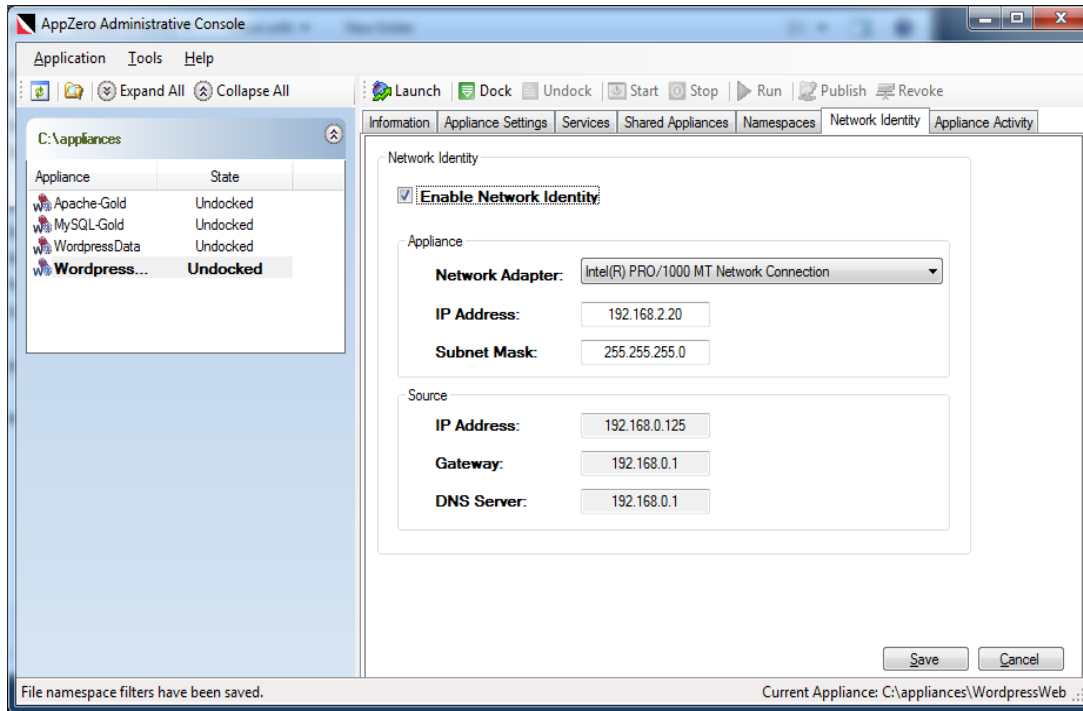 AppZero Administrative Console
Application Tools Help
Expand All Collapse All
Launch Dock Undock Start Stop Run Publish Revoke
C:\appliances
Appliance State
Apache-Gold Undocked
MySQL-Gold Undocked
WordpressData Undocked
Wordpress... Undocked
Information Appliance Settings Services Shared Appliances Namespaces Network Identity Appliance Activity
Network Identity
Enable Network Identity
Appliance
Network Adapter: Intel(R) PRO/1000 MT Network Connection
IP Address: 192.168.2.20
Subnet Mask: 255.255.255.0
Source
IP Address: 192.168.0.125
Gateway: 192.168.0.1
DNS Server: 192.168.0.1
Save Cancel
File namespace filters have been saved. Current Appliance: C:\appliances\WordpressWeb